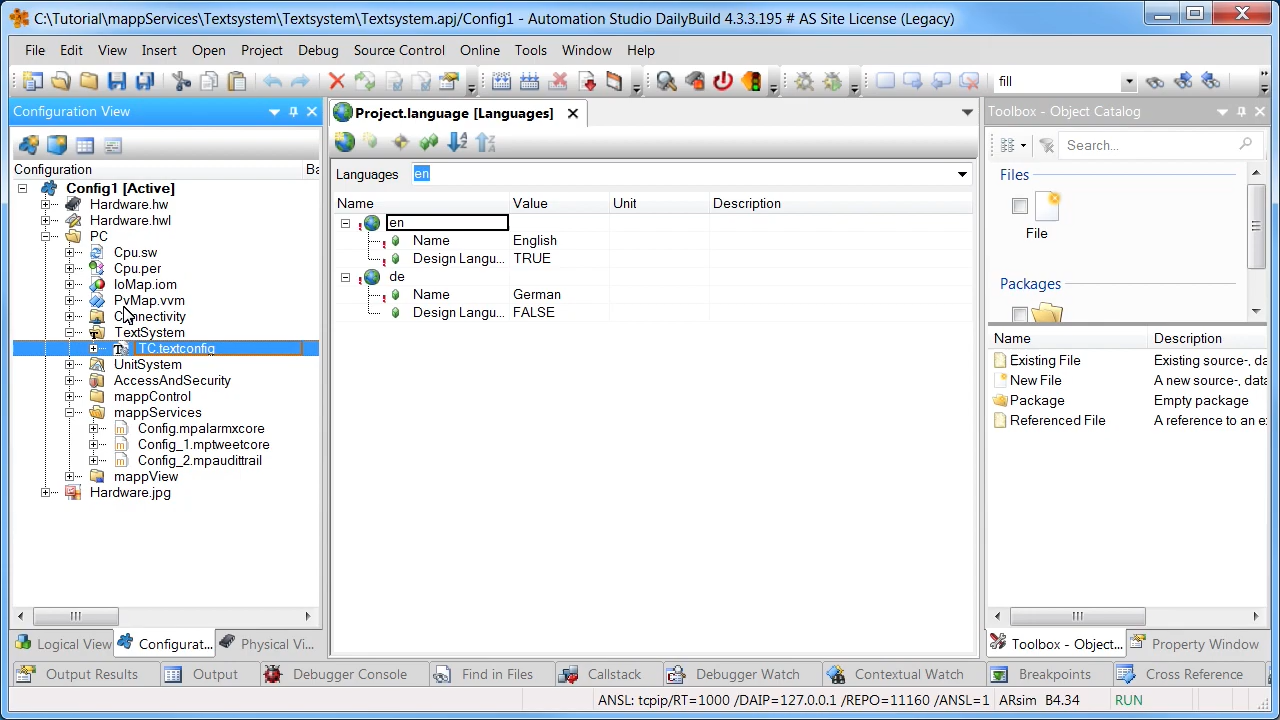 C:\Tutorial\mappServices\Textsystem\Textsystem\Textsystem.apj/Config1 - Automation Studio DailyBuild 4.3.3.195 # AS Site License (Legacy)
File Edit View Insert Open Project Debug Source Control Online Tools Window Help
fill
Configuration View
Project.language [Languages]
Toolbox - Object Catalog
Search...
Configuration Ba
Languages en
Files
File
Packages
Name Value Unit Description
Config1 [Active]
Hardware.hw
Hardware.hwl
PC
Cpu.sw
Cpu.per
IoMap.iom
PvMap.vvm
Connectivity
TextSystem
TC.textconfig
UnitSystem
AccessAndSecurity
mappControl
mappServices
Config.mpalarmxcore
Config_1.mptweetcore
Config_2.mpaudittrail
mappView
Hardware.jpg
en
Name English
Design Langu... TRUE
de
Name German
Design Langu... FALSE
Name Description
Existing File Existing source-, da
New File A new source-, data
Package Empty package
Referenced File A reference to an ex
Logical View Configurat... Physical Vi...
Toolbox - Object... Property Window
Output Results Output Debugger Console Find in Files Callstack Debugger Watch Contextual Watch Breakpoints Cross Reference
ANSL: tcpip/RT=1000 /DAIP=127.0.0.1 /REPO=11160 /ANSL=1 ARsim B4.34 RUN